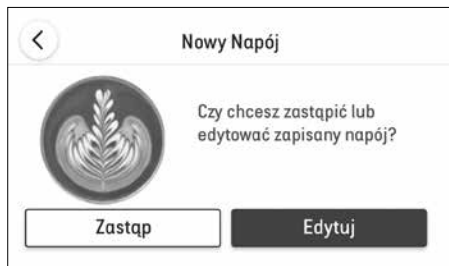 Nowy Napój
Czy chcesz zastąpić lub
edytować zapisany napój?
Zastąp
Edytuj